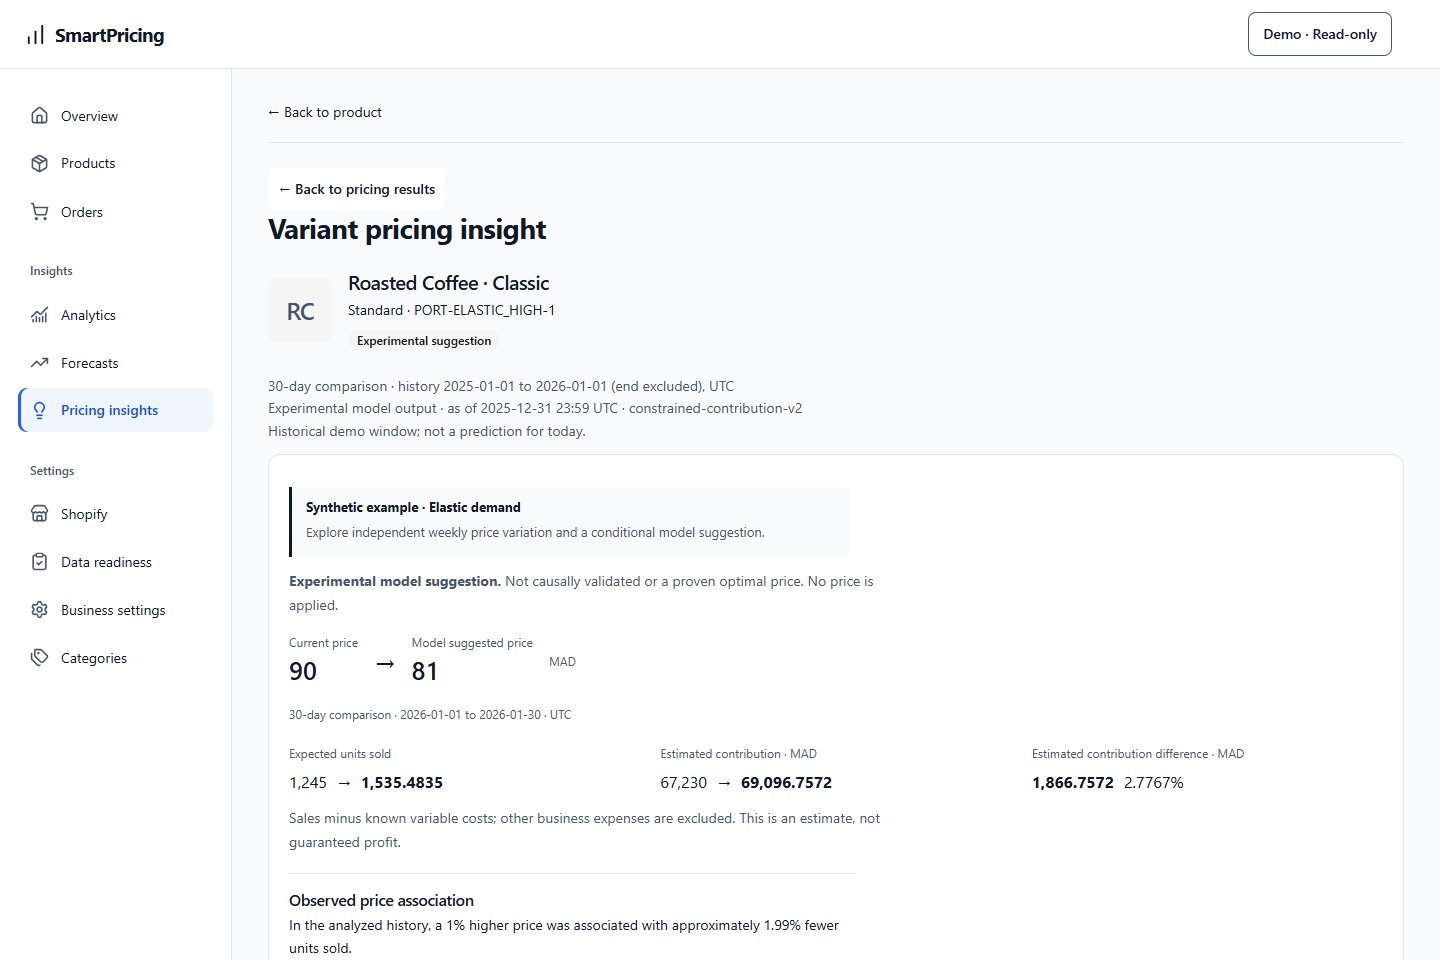 SmartPricing
Demo · Read-only
Overview
Products
Orders
Insights
Analytics
Forecasts
Pricing insights
Settings
Shopify
Data readiness
Business settings
Categories
← Back to product
← Back to pricing results
Variant pricing insight
RC
Roasted Coffee · Classic
Standard · PORT-ELASTIC_HIGH-1
Experimental suggestion
30-day comparison · history 2025-01-01 to 2026-01-01 (end excluded), UTC
Experimental model output · as of 2025-12-31 23:59 UTC · constrained-contribution-v2
Historical demo window; not a prediction for today.
Synthetic example · Elastic demand
Explore independent weekly price variation and a conditional model suggestion.
Experimental model suggestion. Not causally validated or a proven optimal price. No price is
applied.
Current price
90
→
Model suggested price
81
MAD
30-day comparison · 2026-01-01 to 2026-01-30 · UTC
Expected units sold
1,245 → 1,535.4835
Estimated contribution · MAD
67,230 → 69,096.7572
Estimated contribution difference · MAD
1,866.7572 2.7767%
Sales minus known variable costs; other business expenses are excluded. This is an estimate, not
guaranteed profit.
Observed price association
In the analyzed history, a 1% higher price was associated with approximately 1.99% fewer
units sold.